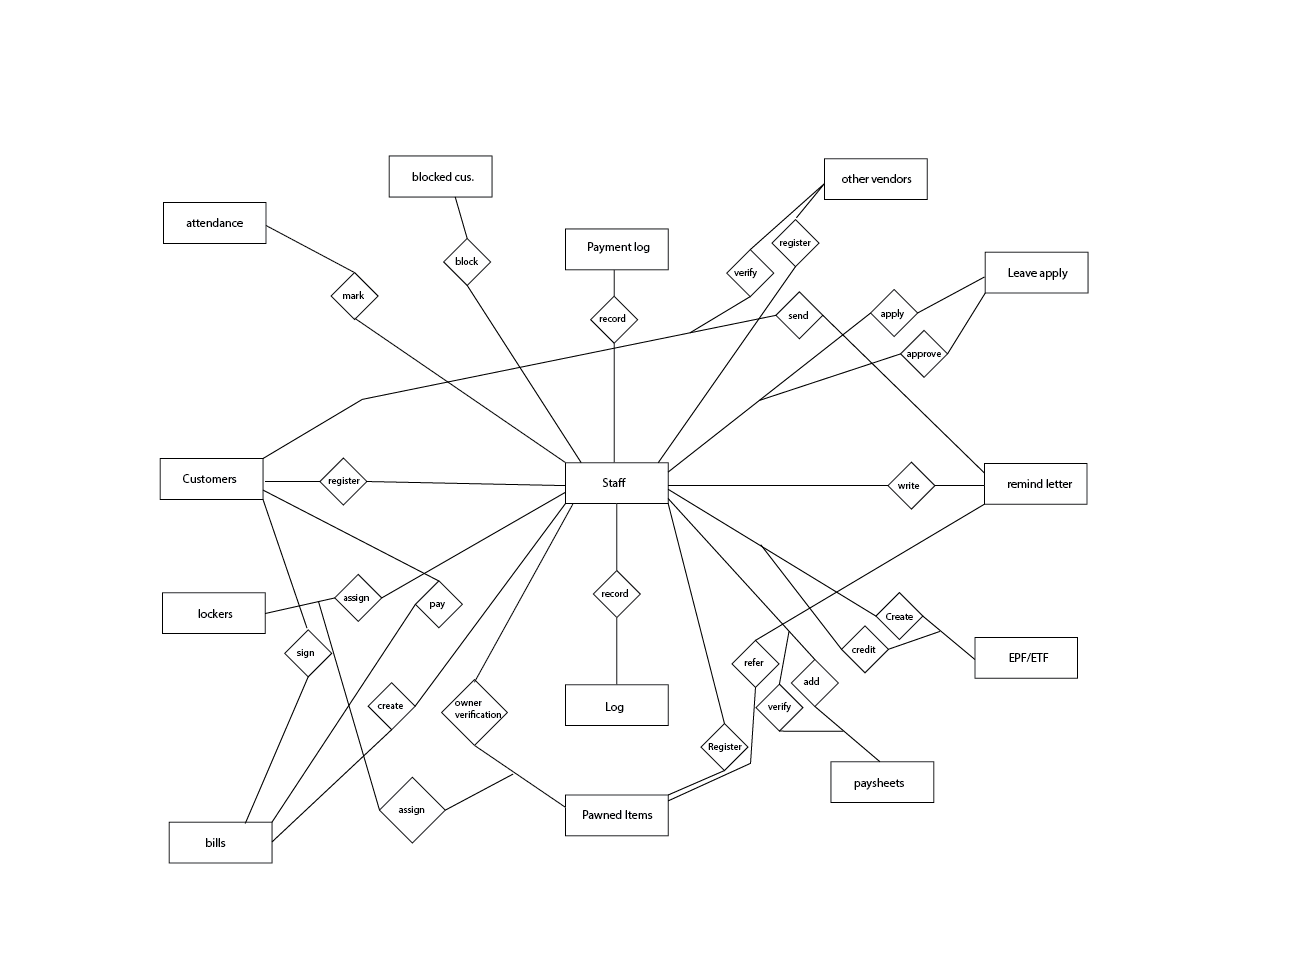 blocked cus.
other vendors
attendance
Payment log
register
block
verify
Leave apply
mark
record
send
apply
approve
Customers
register
Staff
write
remind letter
assign
pay
record
lockers
Create
sign
credit
EPF/ETF
refer
add
create
owner
verification
Log
verify
Register
paysheets
assign
Pawned Items
bills